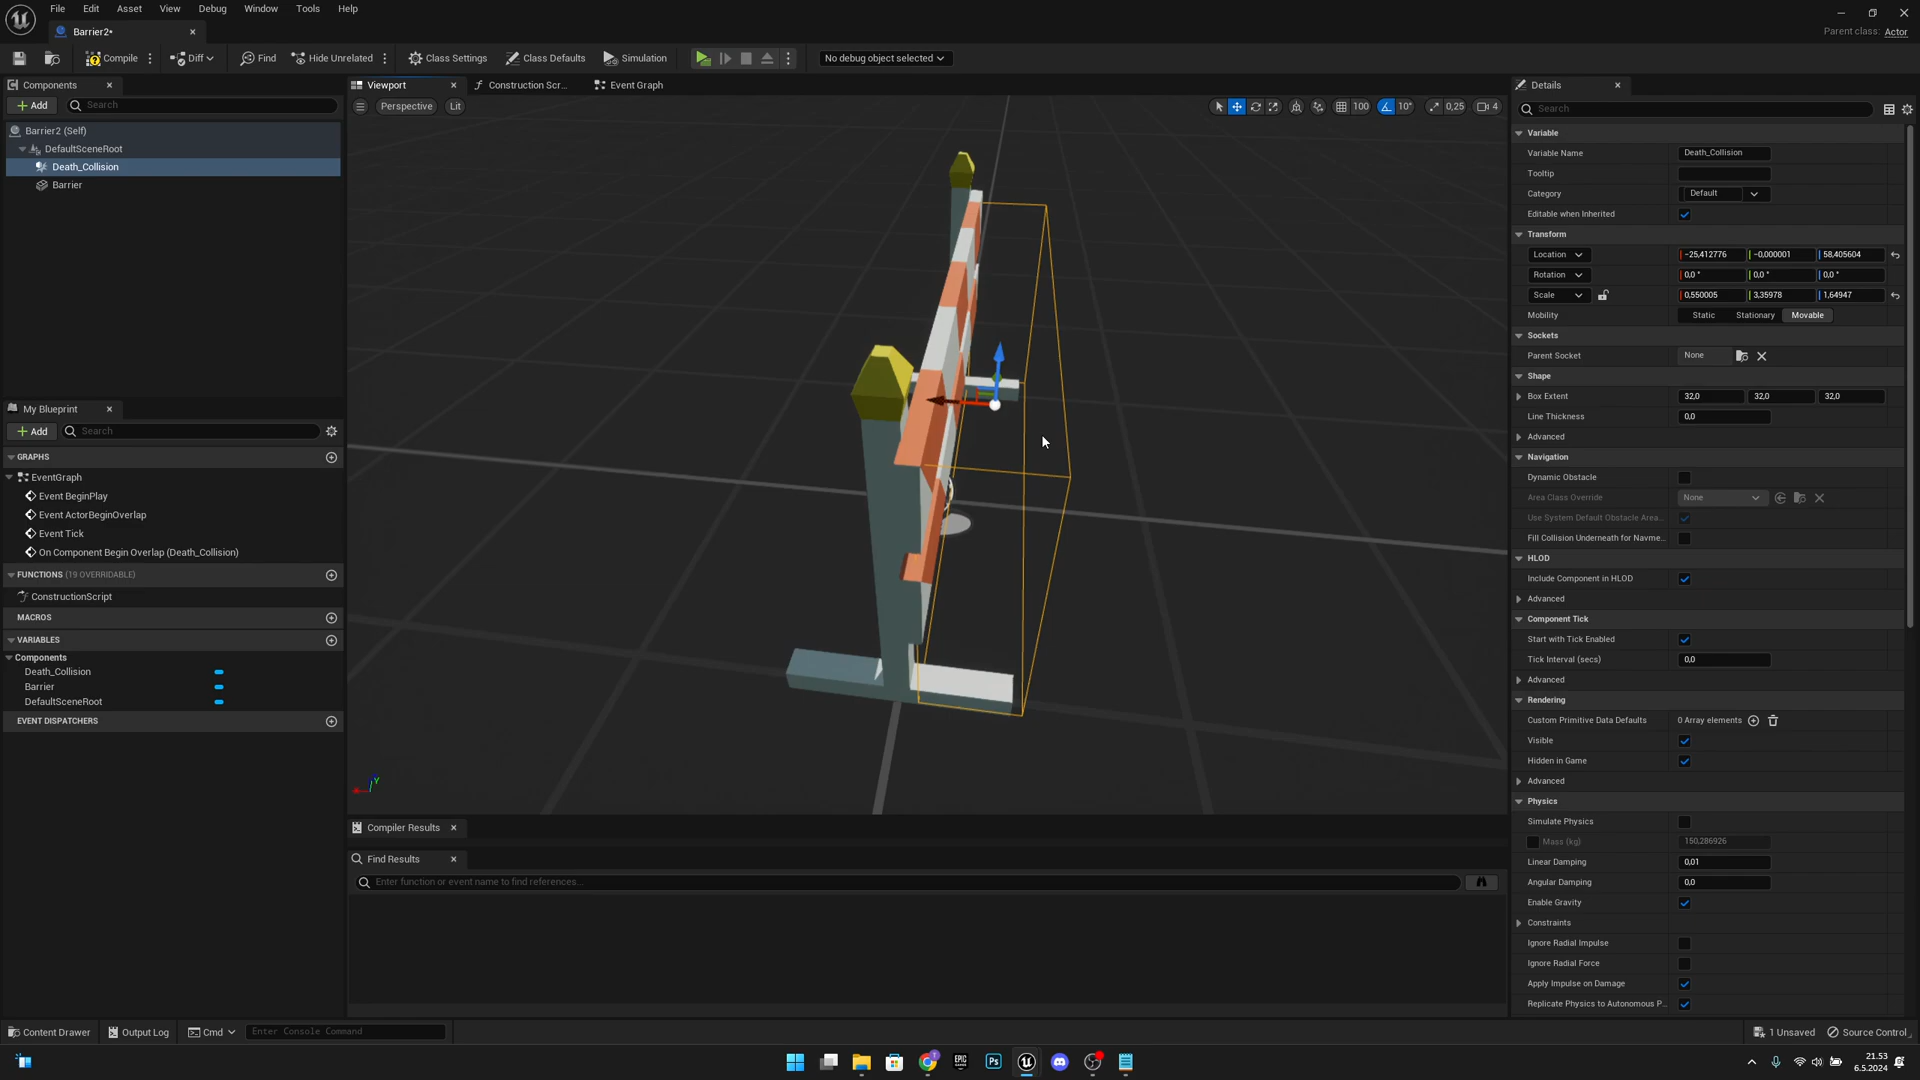 File Edit Asset View Window Debug Tools Help
Barrier2*
Parent class: Actor
Compile Diff Find Hide Unrelated Class Settings Class Defaults Simulation No debug object selected
Components
Add Search
Barrier2 (Self)
DefaultSceneRoot
Death_Collision
Barrier
My Blueprint
Add Search
GRAPHS
EventGraph
Event BeginPlay
Event ActorBeginOverlap
Event Tick
On Component Begin Overlap (Death_Collision)
FUNCTIONS (19 OVERRIDABLE)
ConstructionScript
MACROS
VARIABLES
Components
Death_Collision
Barrier
DefaultSceneRoot
EVENT DISPATCHERS
Viewport Construction Scr... Event Graph
Perspective Lit 100 10° 0,25 4
Y
Compiler Results
Find Results
Enter function or event name to find references...
Details
Search
Variable
Variable Name Death_Collision
Tooltip
Category Default
Editable when Inherited
Transform
Location -25,412776 -0,000001 58,405604
Rotation 0,0 ° 0,0 ° 0,0 °
Scale 0,550005 3,35978 1,64947
Mobility Static Stationary Movable
Sockets
Parent Socket None
Shape
Box Extent 32,0 32,0 32,0
Line Thickness 0,0
Advanced
Navigation
Dynamic Obstacle
Area Class Override None
Use System Default Obstacle Area...
Fill Collision Underneath for Navme...
HLOD
Include Component in HLOD
Advanced
Component Tick
Start with Tick Enabled
Tick Interval (secs) 0,0
Advanced
Rendering
Custom Primitive Data Defaults 0 Array elements
Visible
Hidden in Game
Advanced
Physics
Simulate Physics
Mass (kg) 150,286926
Linear Damping 0,01
Angular Damping 0,0
Enable Gravity
Constraints
Ignore Radial Impulse
Ignore Radial Force
Apply Impulse on Damage
Replicate Physics to Autonomous P...
Content Drawer Output Log Cmd Enter Console Command
1 Unsaved Source Control
EPIC GAMES Ps
21.53
6.5.2024